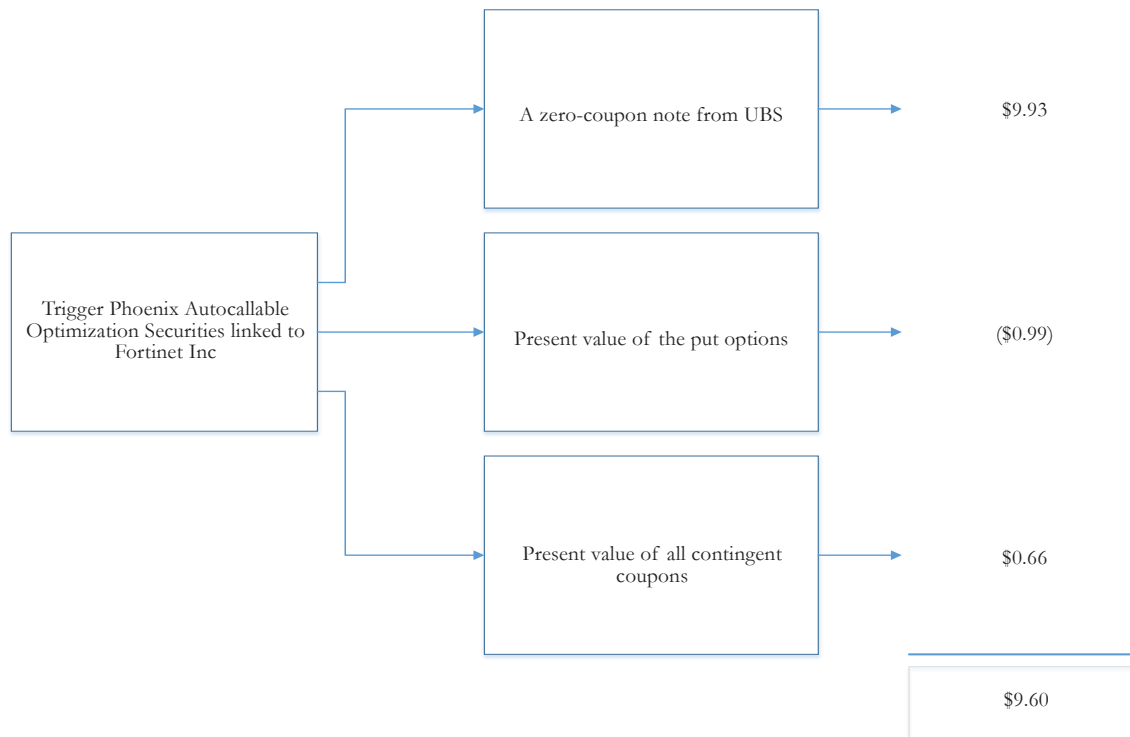 A zero-coupon note from UBS
$9.93
Trigger Phoenix Autocallable
Optimization Securities linked to
Fortinet Inc
Present value of the put options
($0.99)
Present value of all contingent
coupons
$0.66
$9.60